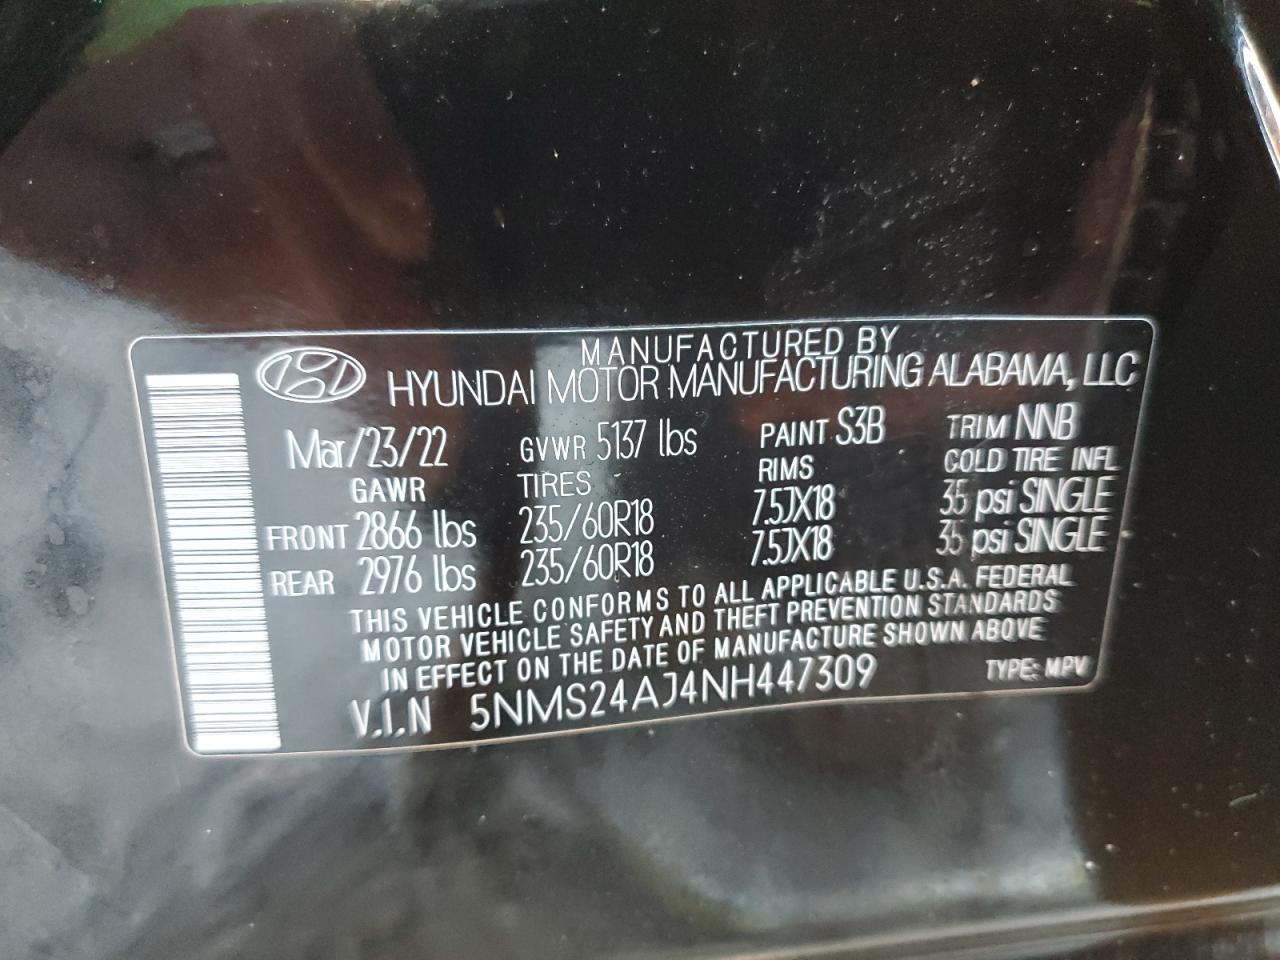 MANUFACTURED BY
HYUNDAI MOTOR MANUFACTURING ALABAMA, LLC
Mar/23/22 GVWR 5137 lbs PAINT S3B TRIM NNB
GAWR TIRES RIMS COLD TIRE INFL
FRONT 2866 lbs 235/60R18 7.5JX18 35 psi SINGLE
REAR 2976 lbs 235/60R18 7.5JX18 35 psi SINGLE
THIS VEHICLE CONFORMS TO ALL APPLICABLE U.S.A. FEDERAL
MOTOR VEHICLE SAFETY AND THEFT PREVENTION STANDARDS
IN EFFECT ON THE DATE OF MANUFACTURE SHOWN ABOVE
V.I.N 5NMS24AJ4NH447309 TYPE: MPV